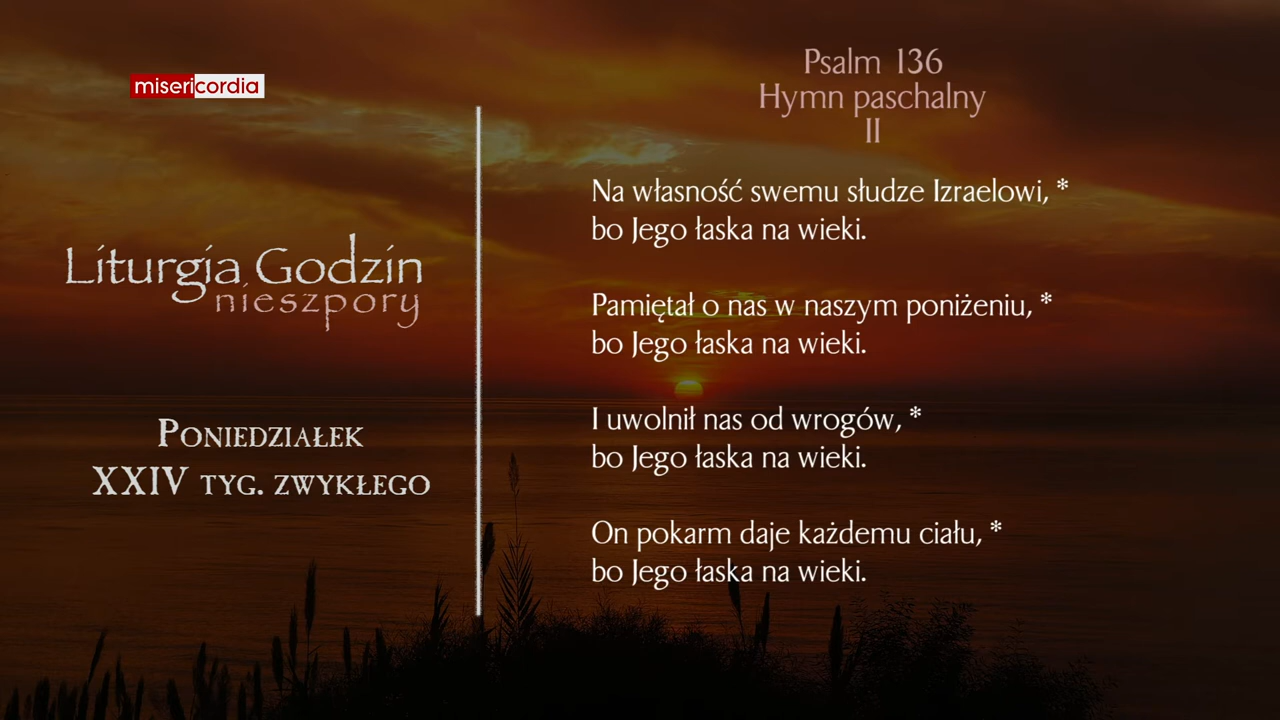 misericordia
Liturgia Godzin
nieszpory
Poniedziałek
XXIV tyg. zwykłego
Psalm 136
Hymn paschalny
II
Na własność swemu słudze Izraelowi, *
bo Jego łaska na wieki.
Pamiętał o nas w naszym poniżeniu, *
bo Jego łaska na wieki.
I uwolnił nas od wrogów, *
bo Jego łaska na wieki.
On pokarm daje każdemu ciału, *
bo Jego łaska na wieki.